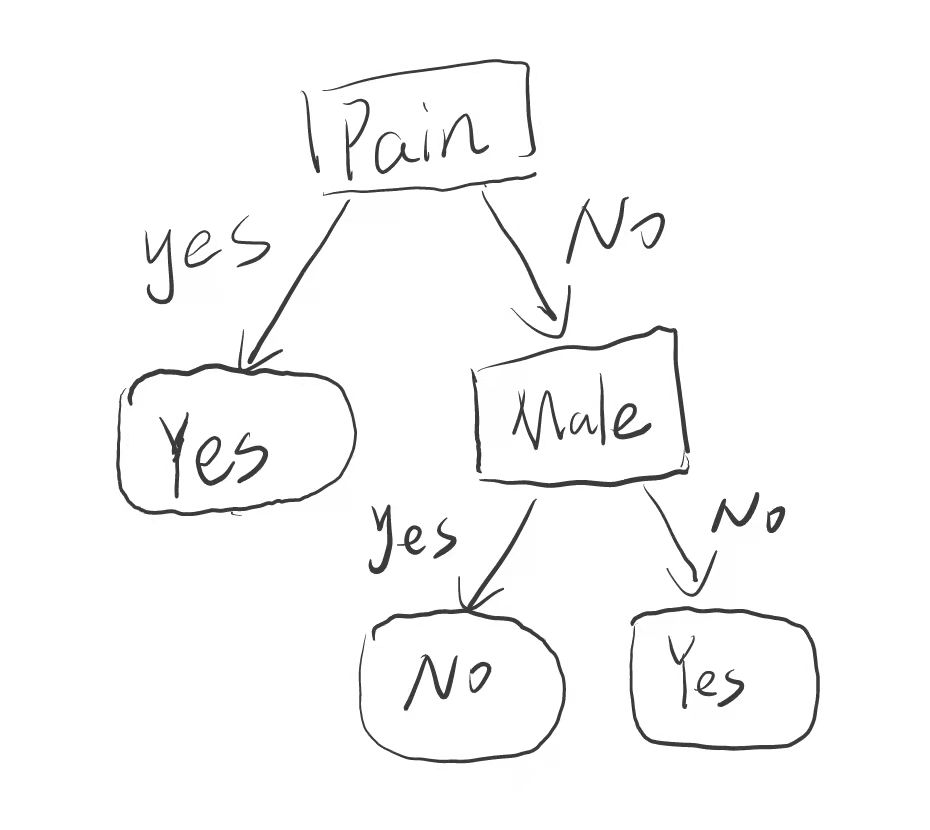 Pain
yes
No
Yes
Male
Yes
No
No
Yes